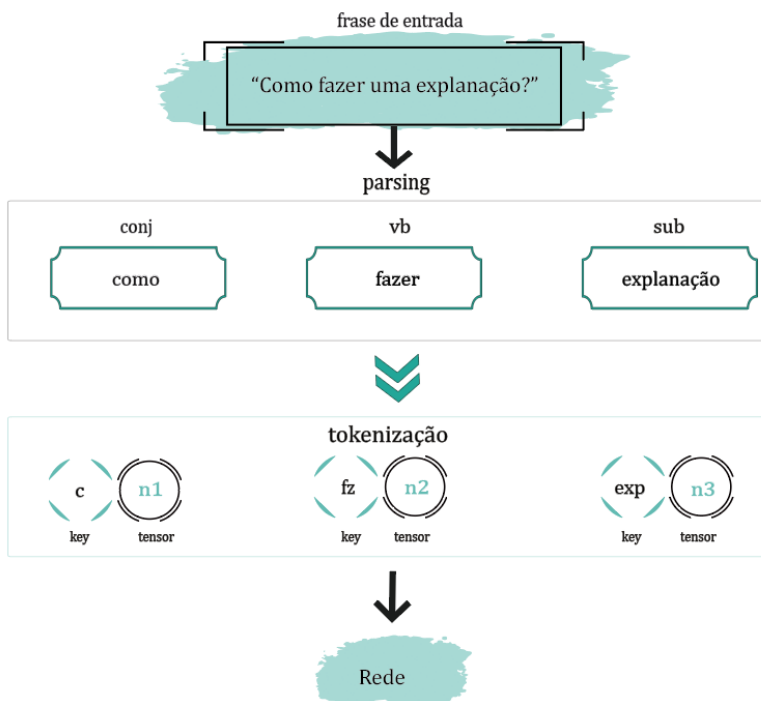 frase de entrada
“Como fazer uma explanação?”
parsing
conj vb sub
como fazer explanação
tokenização
c n1 fz n2 exp n3
key tensor key tensor key tensor
Rede